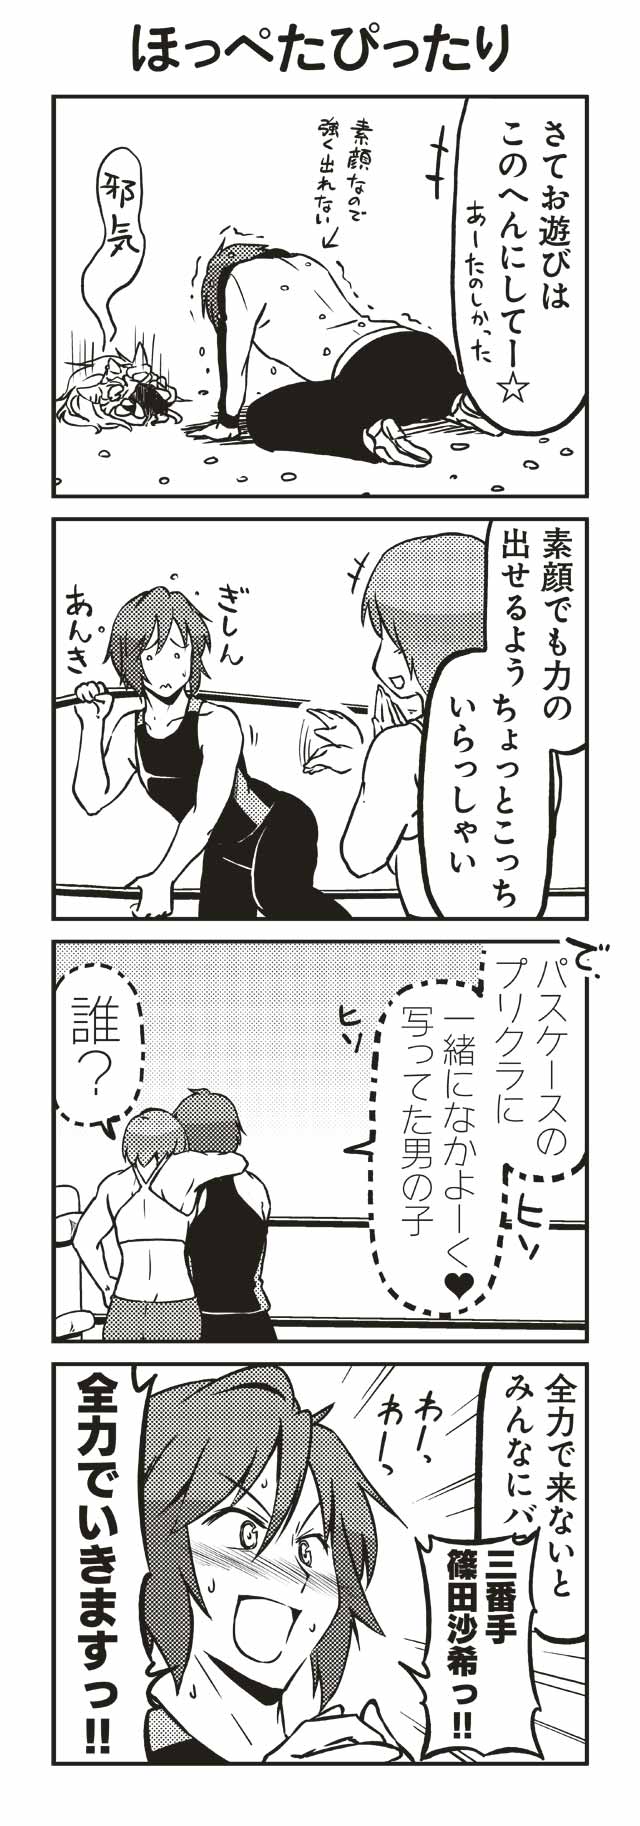 ほっぺたぴったり
さてお遊びは
このへんにしてー☆
あーたのしかった
素顔なので
強く出れない
邪気
素顔でも力の
出せるよう
ちょっとこっち
いらっしゃい
ぎしん
あんき
で、
パスケースの
プリクラに
一緒になかよーく♥
写ってた男の子
ヒソ
ヒソ
誰？
全力で来ないと
みんなにバ
わーっ
わーっ
三番手
篠田沙希っ!!
全力でいきますっ!!